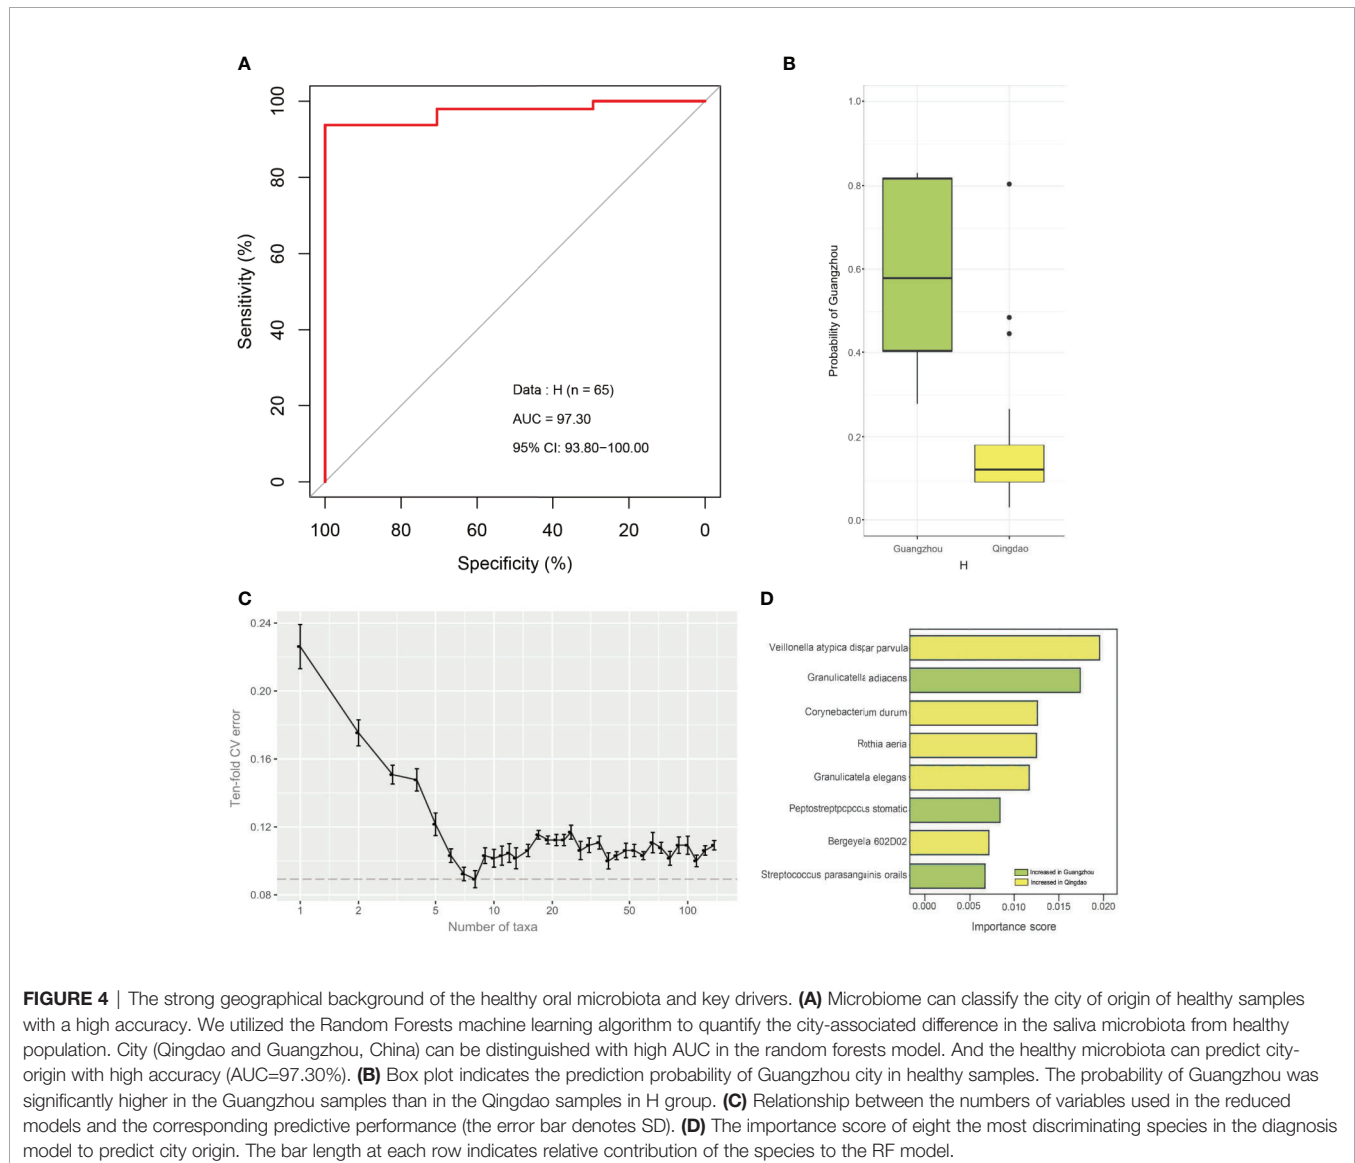 A
100
80
60
40
20
0
Sensitivity (%)
Data : H (n = 65)
AUC = 97.30
95% CI: 93.80−100.00
100 80 60 40 20 0
Specificity (%)
B
1.0
0.8
0.6
0.4
0.2
0.0
Probability of Guangzhou
Guangzhou Qingdao
H
C
0.24
0.20
0.16
0.12
0.08
Ten-fold CV error
1 2 5 10 20 50 100
Number of taxa
D
Veillonella atypica dispar parvula
Granulicatella adiacens
Corynebacterium durum
Rothia aeria
Granulicatela elegans
Peptostreptpcpccus stomatic
Bergeyela 602D02
Streptococcus parasanginis orails
Increased in Guangzhou
Increased in Qingdao
0.000 0.005 0.010 0.015 0.020
Importance score
FIGURE 4 | The strong geographical background of the healthy oral microbiota and key drivers. (A) Microbiome can classify the city of origin of healthy samples
with a high accuracy. We utilized the Random Forests machine learning algorithm to quantify the city-associated difference in the saliva microbiota from healthy
population. City (Qingdao and Guangzhou, China) can be distinguished with high AUC in the random forests model. And the healthy microbiota can predict city-
origin with high accuracy (AUC=97.30%). (B) Box plot indicates the prediction probability of Guangzhou city in healthy samples. The probability of Guangzhou was
significantly higher in the Guangzhou samples than in the Qingdao samples in H group. (C) Relationship between the numbers of variables used in the reduced
models and the corresponding predictive performance (the error bar denotes SD). (D) The importance score of eight the most discriminating species in the diagnosis
model to predict city origin. The bar length at each row indicates relative contribution of the species to the RF model.